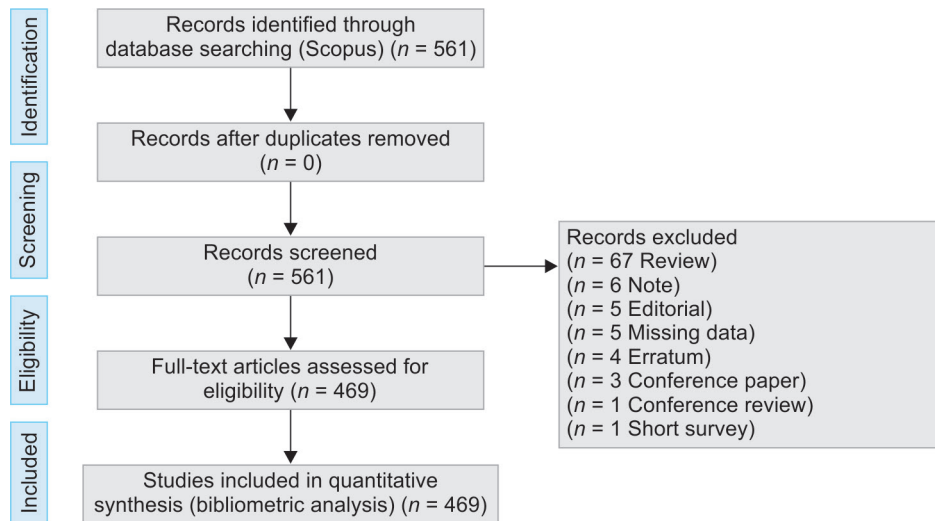 Identification
Records identified through
database searching (Scopus) (n = 561)
Records after duplicates removed
(n = 0)
Screening
Records screened
(n = 561)
Records excluded
(n = 67 Review)
(n = 6 Note)
(n = 5 Editorial)
(n = 5 Missing data)
(n = 4 Erratum)
(n = 3 Conference paper)
(n = 1 Conference review)
(n = 1 Short survey)
Eligibility
Full-text articles assessed for
eligibility (n = 469)
Included
Studies included in quantitative
synthesis (bibliometric analysis) (n = 469)